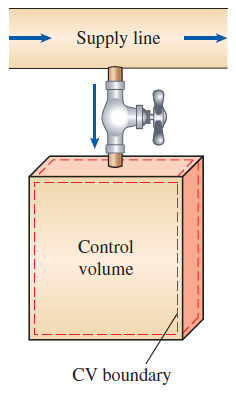 Supply line
Control
volume
CV boundary